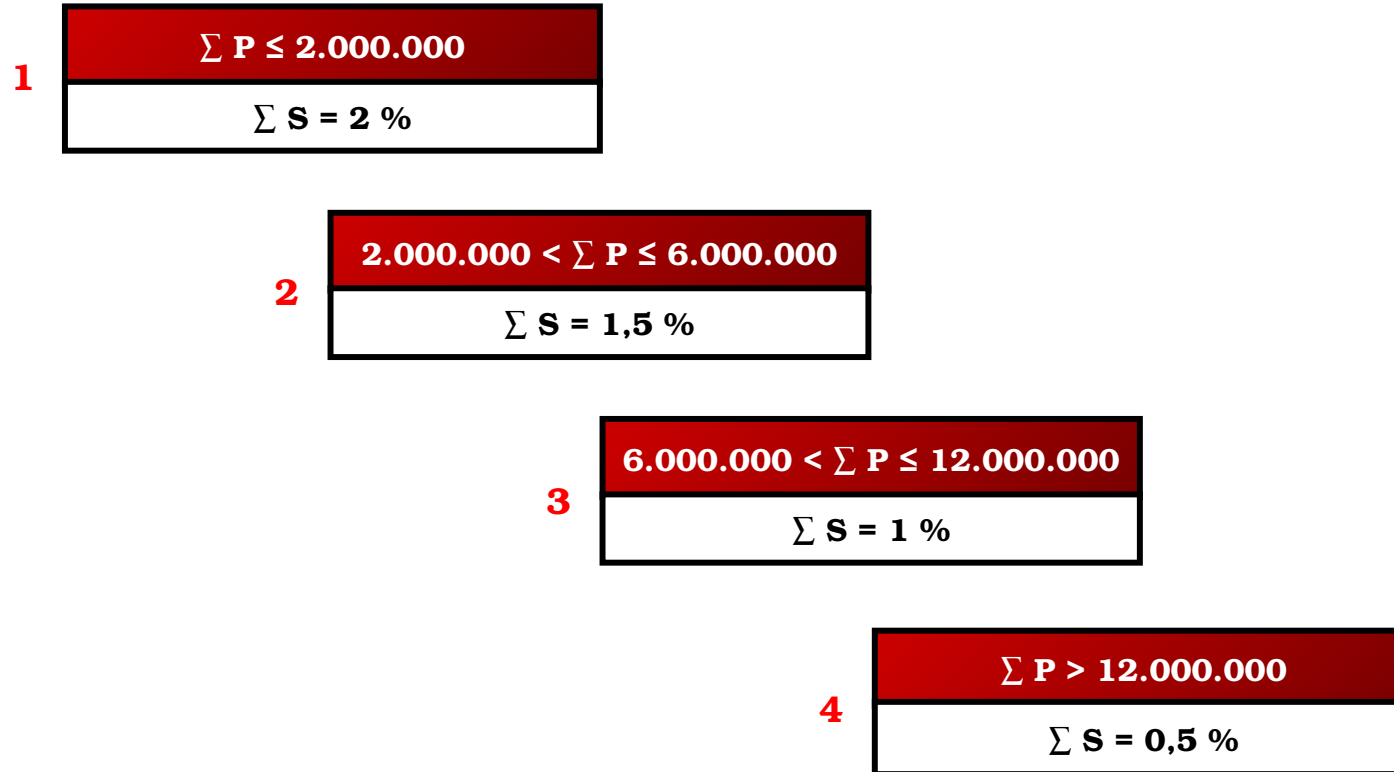 ∑ P ≤ 2.000.000
1
∑ S = 2 %
2.000.000 < ∑ P ≤ 6.000.000
2
∑ S = 1,5 %
6.000.000 < ∑ P ≤ 12.000.000
3
∑ S = 1 %
∑ P > 12.000.000
4
∑ S = 0,5 %